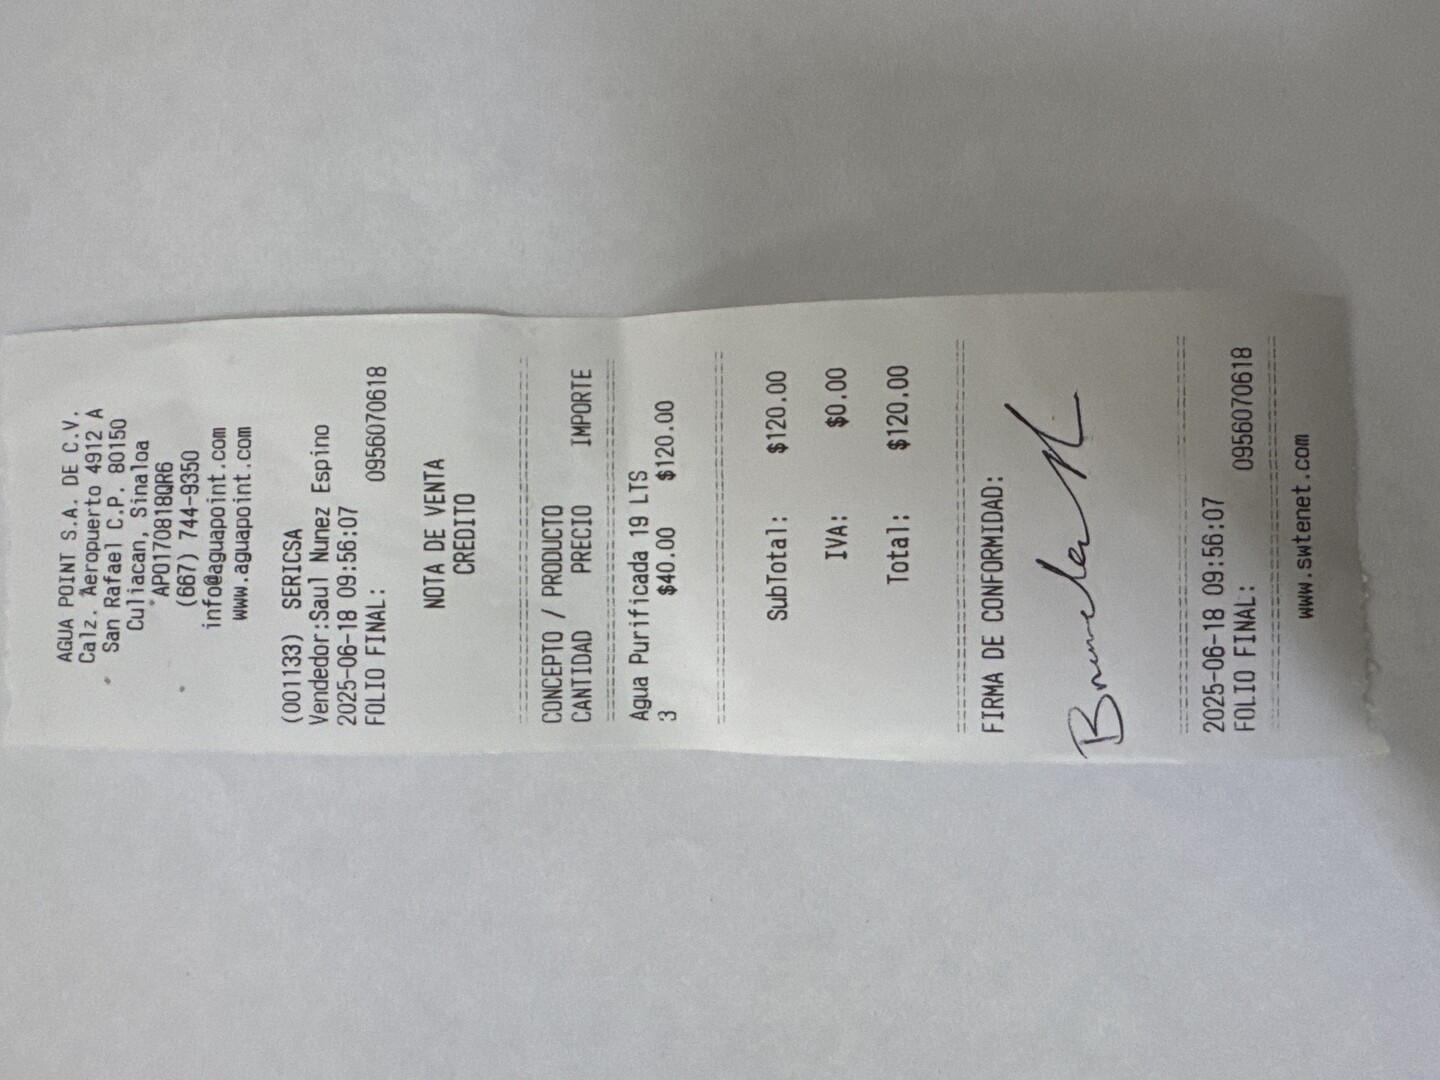 AGUA POINT S.A. DE C.V.
Calz. Aeropuerto 4912 A
San Rafael C.P. 80150
Culiacan, Sinaloa
APO170818QR6
(667) 744-9350
info@aguapoint.com
www.aguapoint.com
(001133) SERICSA
Vendedor:Saul Nunez Espino
2025-06-18 09:56:07
FOLIO FINAL: 0956070618
NOTA DE VENTA
CREDITO
CONCEPTO / PRODUCTO
CANTIDAD PRECIO IMPORTE
Agua Purificada 19 LTS
3 $40.00 $120.00
SubTotal: $120.00
IVA: $0.00
Total: $120.00
FIRMA DE CONFORMIDAD:
2025-06-18 09:56:07
FOLIO FINAL: 0956070618
www.swtenet.com